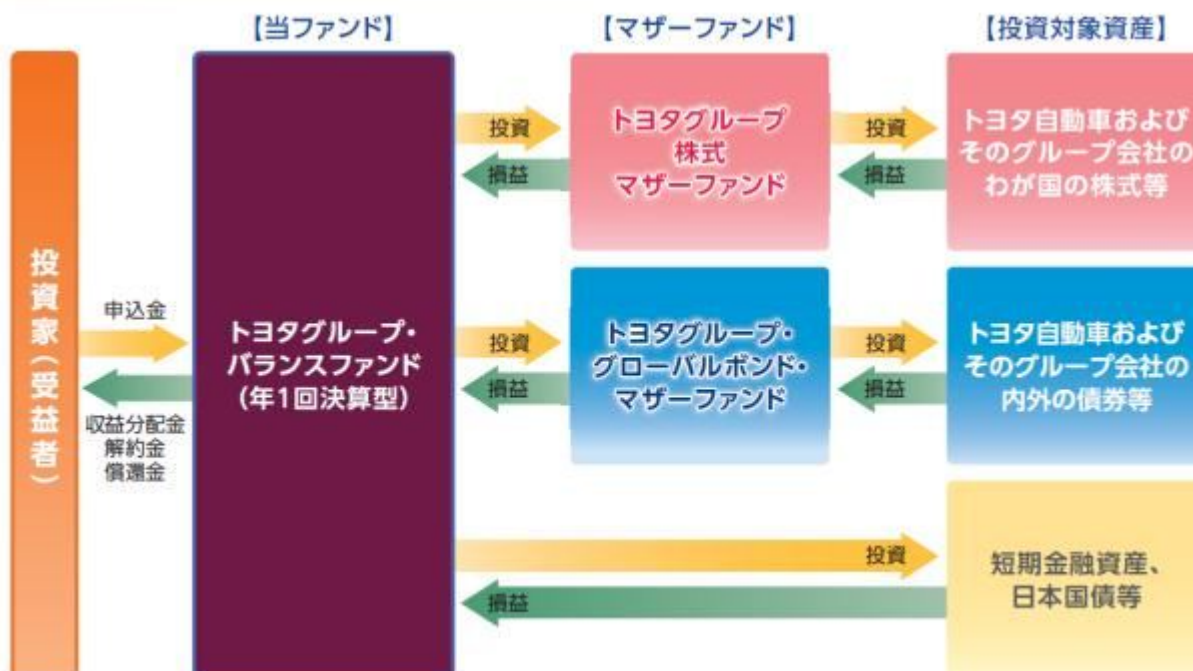 【当ファンド】
【マザーファンド】
【投資対象資産】
投資家（受益者）
申込金
収益分配金
解約金
償還金
トヨタグループ・
バランスファンド
（年1回決算型）
投資
損益
トヨタグループ
株式
マザーファンド
投資
損益
トヨタ自動車および
そのグループ会社の
わが国の株式等
投資
損益
トヨタグループ・
グローバルボンド・
マザーファンド
投資
損益
トヨタ自動車および
そのグループ会社の
内外の債券等
投資
損益
短期金融資産、
日本国債等